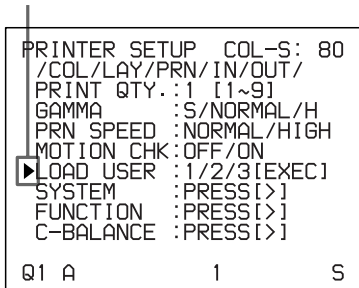 PRINTER SETUP COL-S: 80
/COL/LAY/PRN/IN/OUT/
PRINT QTY.:1 [1~9]
GAMMA :S/NORMAL/H
PRN SPEED :NORMAL/HIGH
MOTION CHK:OFF/ON
▶LOAD USER :1/2/3[EXEC]
SYSTEM :PRESS[>]
FUNCTION :PRESS[>]
C-BALANCE :PRESS[>]
Q1 A 1 S